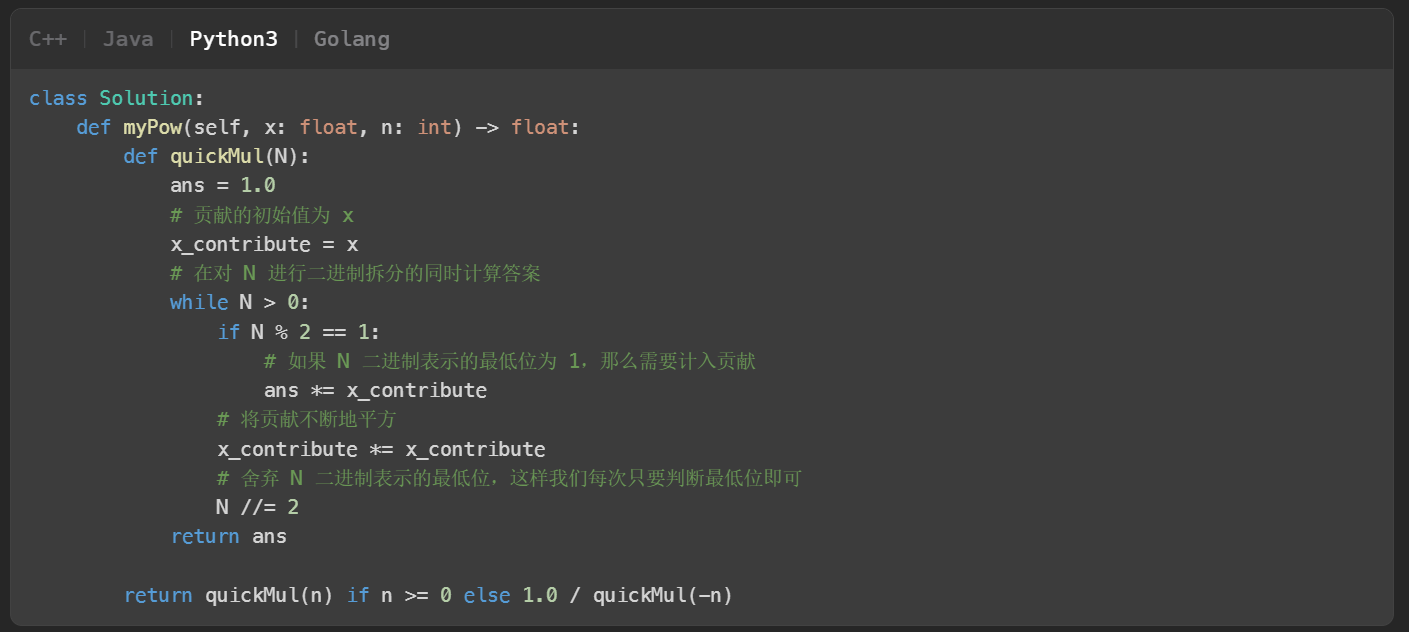 C++ | Java | Python3 | Golang
class Solution:
    def myPow(self, x: float, n: int) -> float:
        def quickMul(N):
            ans = 1.0
            # 贡献的初始值为 x
            x_contribute = x
            # 在对 N 进行二进制拆分的同时计算答案
            while N > 0:
                if N % 2 == 1:
                    # 如果 N 二进制表示的最低位为 1，那么需要计入贡献
                    ans *= x_contribute
                # 将贡献不断地平方
                x_contribute *= x_contribute
                # 舍弃 N 二进制表示的最低位，这样我们每次只要判断最低位即可
                N //= 2
            return ans

        return quickMul(n) if n >= 0 else 1.0 / quickMul(-n)